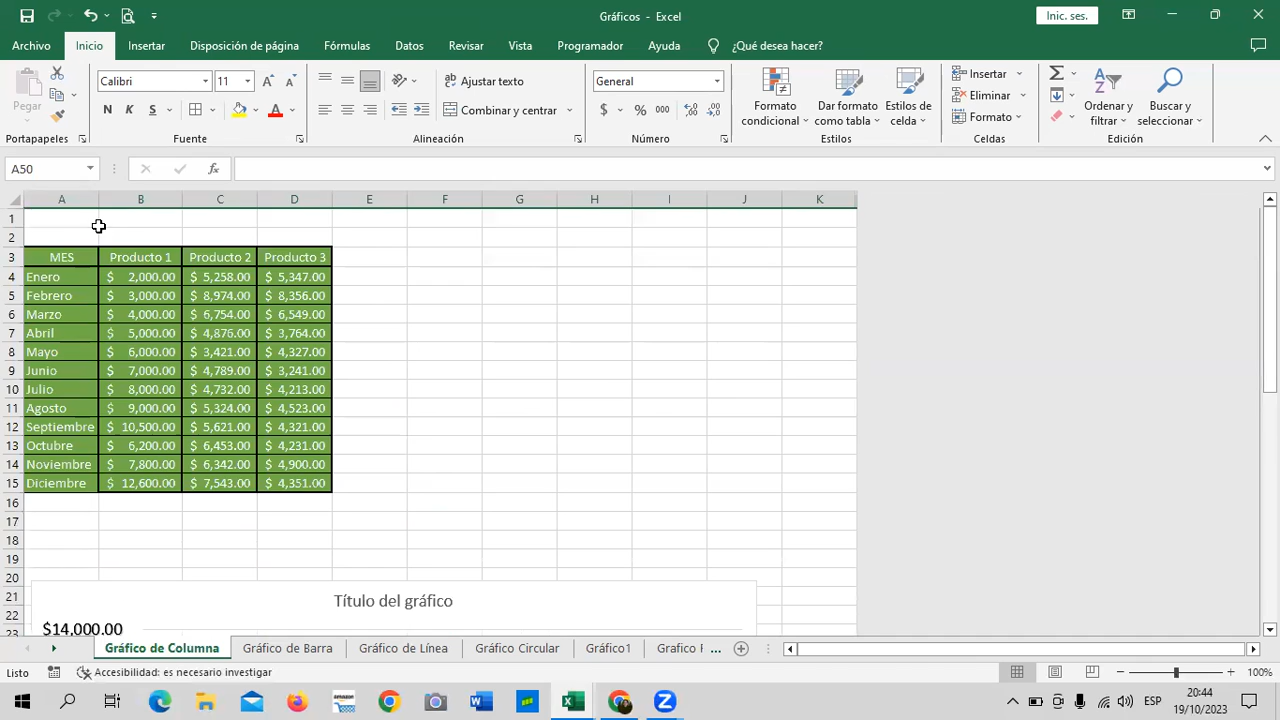 Gráficos - Excel
Inic. ses.
Archivo Inicio Insertar Disposición de página Fórmulas Datos Revisar Vista Programador Ayuda ¿Qué desea hacer?
Pegar
Calibri 11
N K S
Ajustar texto
Combinar y centrar
General
$ % 000
Formato condicional
Dar formato como tabla
Estilos de celda
Insertar
Eliminar
Formato
Ordenar y filtrar
Buscar y seleccionar
Portapapeles Fuente Alineación Número Estilos Celdas Edición
A50 fx
A B C D E F G H I J K
1
2
3 MES Producto 1 Producto 2 Producto 3
4 Enero $ 2,000.00 $ 5,258.00 $ 5,347.00
5 Febrero $ 3,000.00 $ 8,974.00 $ 8,356.00
6 Marzo $ 4,000.00 $ 6,754.00 $ 6,549.00
7 Abril $ 5,000.00 $ 4,876.00 $ 3,764.00
8 Mayo $ 6,000.00 $ 3,421.00 $ 4,327.00
9 Junio $ 7,000.00 $ 4,789.00 $ 3,241.00
10 Julio $ 8,000.00 $ 4,732.00 $ 4,213.00
11 Agosto $ 9,000.00 $ 5,324.00 $ 4,523.00
12 Septiembre $ 10,500.00 $ 5,621.00 $ 4,321.00
13 Octubre $ 6,200.00 $ 6,453.00 $ 4,231.00
14 Noviembre $ 7,800.00 $ 6,342.00 $ 4,900.00
15 Diciembre $ 12,600.00 $ 7,543.00 $ 4,351.00
16
17
18
19
20
21 Título del gráfico
22
23 $14,000.00
Gráfico de Columna Gráfico de Barra Gráfico de Línea Gráfico Circular Gráfico1 Grafico ...
Listo Accesibilidad: es necesario investigar 100%
ESP 20:44
19/10/2023